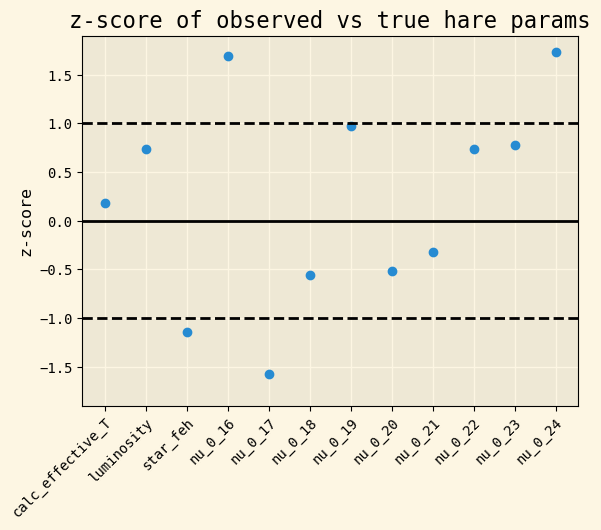 z-score of observed vs true hare params
z-score
1.5
1.0
0.5
0.0
−0.5
−1.0
−1.5
calc_effective_T
luminosity
star_feh
nu_0_16
nu_0_17
nu_0_18
nu_0_19
nu_0_20
nu_0_21
nu_0_22
nu_0_23
nu_0_24